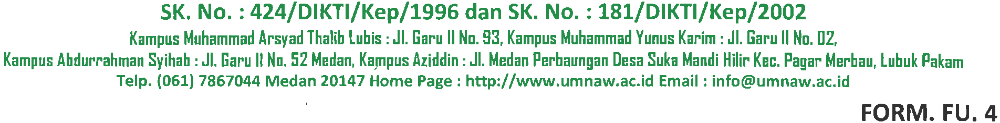 SK. No. : 424/DIKTI/Kep/1996 dan SK. No. : 181/DIKTI/Kep/2002
Kampus Muhammad Arsyad Thalib Lubis : Jl. Garu II No. 93, Kampus Muhammad Yunus Karim : Jl. Garu II No. 02,
Kampus Abdurrahman Syihab : Jl. Garu II No. 52 Medan, Kampus Aziddin : Jl. Medan Perbaungan Desa Suka Mandi Hilir Kec. Pagar Merbau, Lubuk Pakam
Telp. (061) 7867044 Medan 20147 Home Page : http://www.umnaw.ac.id Email : info@umnaw.ac.id
FORM. FU. 4